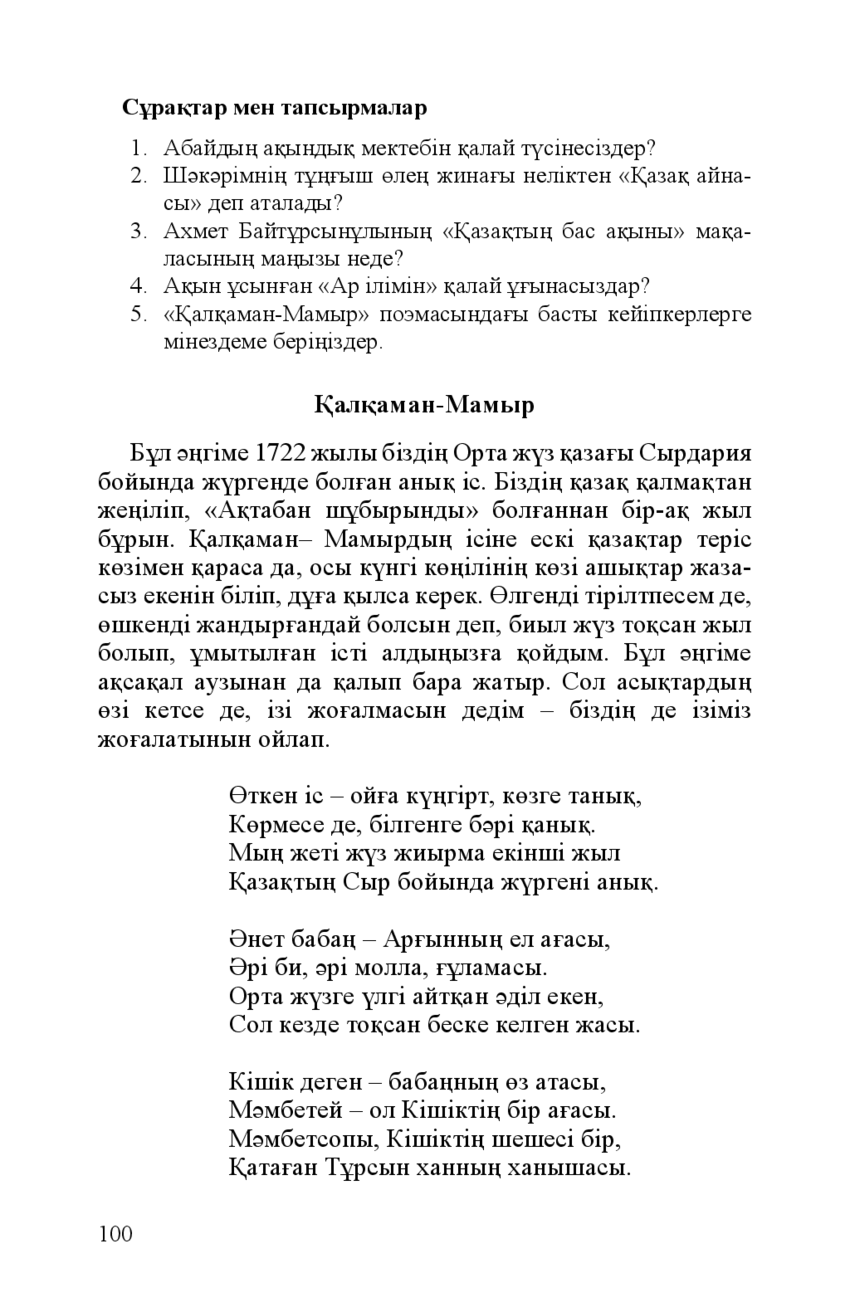 Сұрақтар мен тапсырмалар
1. Абайдың ақындық мектебін қалай түсінесіздер?
2. Шәкәрімнің тұңғыш өлең жинағы неліктен «Қазақ айна-
сы» деп аталады?
3. Ахмет Байтұрсынұлының «Қазақтың бас ақыны» мақа-
ласының маңызы неде?
4. Ақын ұсынған «Ар ілімін» қалай ұғынасыздар?
5. «Қалқаман-Мамыр» поэмасындағы басты кейіпкерлерге
мінездеме беріңіздер.
Қалқаман-Мамыр
Бұл әңгіме 1722 жылы біздің Орта жүз қазағы Сырдария
бойында жүргенде болған анық іс. Біздің қазақ қалмақтан
жеңіліп, «Ақтабан шұбырынды» болғаннан бір-ақ жыл
бұрын. Қалқаман– Мамырдың ісіне ескі қазақтар теріс
көзімен қараса да, осы күнгі көңілінің көзі ашықтар жаза-
сыз екенін біліп, дұға қылса керек. Өлгенді тірілтпесем де,
өшкенді жандырғандай болсын деп, биыл жүз тоқсан жыл
болып, ұмытылған істі алдыңызға қойдым. Бұл әңгіме
ақсақал аузынан да қалып бара жатыр. Сол асықтардың
өзі кетсе де, ізі жоғалмасын дедім – біздің де ізіміз
жоғалатынын ойлап.
Өткен іс – ойға күңгірт, көзге танық,
Көрмесе де, білгенге бәрі қанық.
Мың жеті жүз жиырма екінші жыл
Қазақтың Сыр бойында жүргені анық.
Әнет бабаң – Арғынның ел ағасы,
Әрі би, әрі молла, ғұламасы.
Орта жүзге үлгі айтқан әділ екен,
Сол кезде тоқсан беске келген жасы.
Кішік деген – бабаңның өз атасы,
Мәмбетей – ол Кішіктің бір ағасы.
Мәмбетсопы, Кішіктің шешесі бір,
Қатаған Тұрсын ханның ханышасы.
100